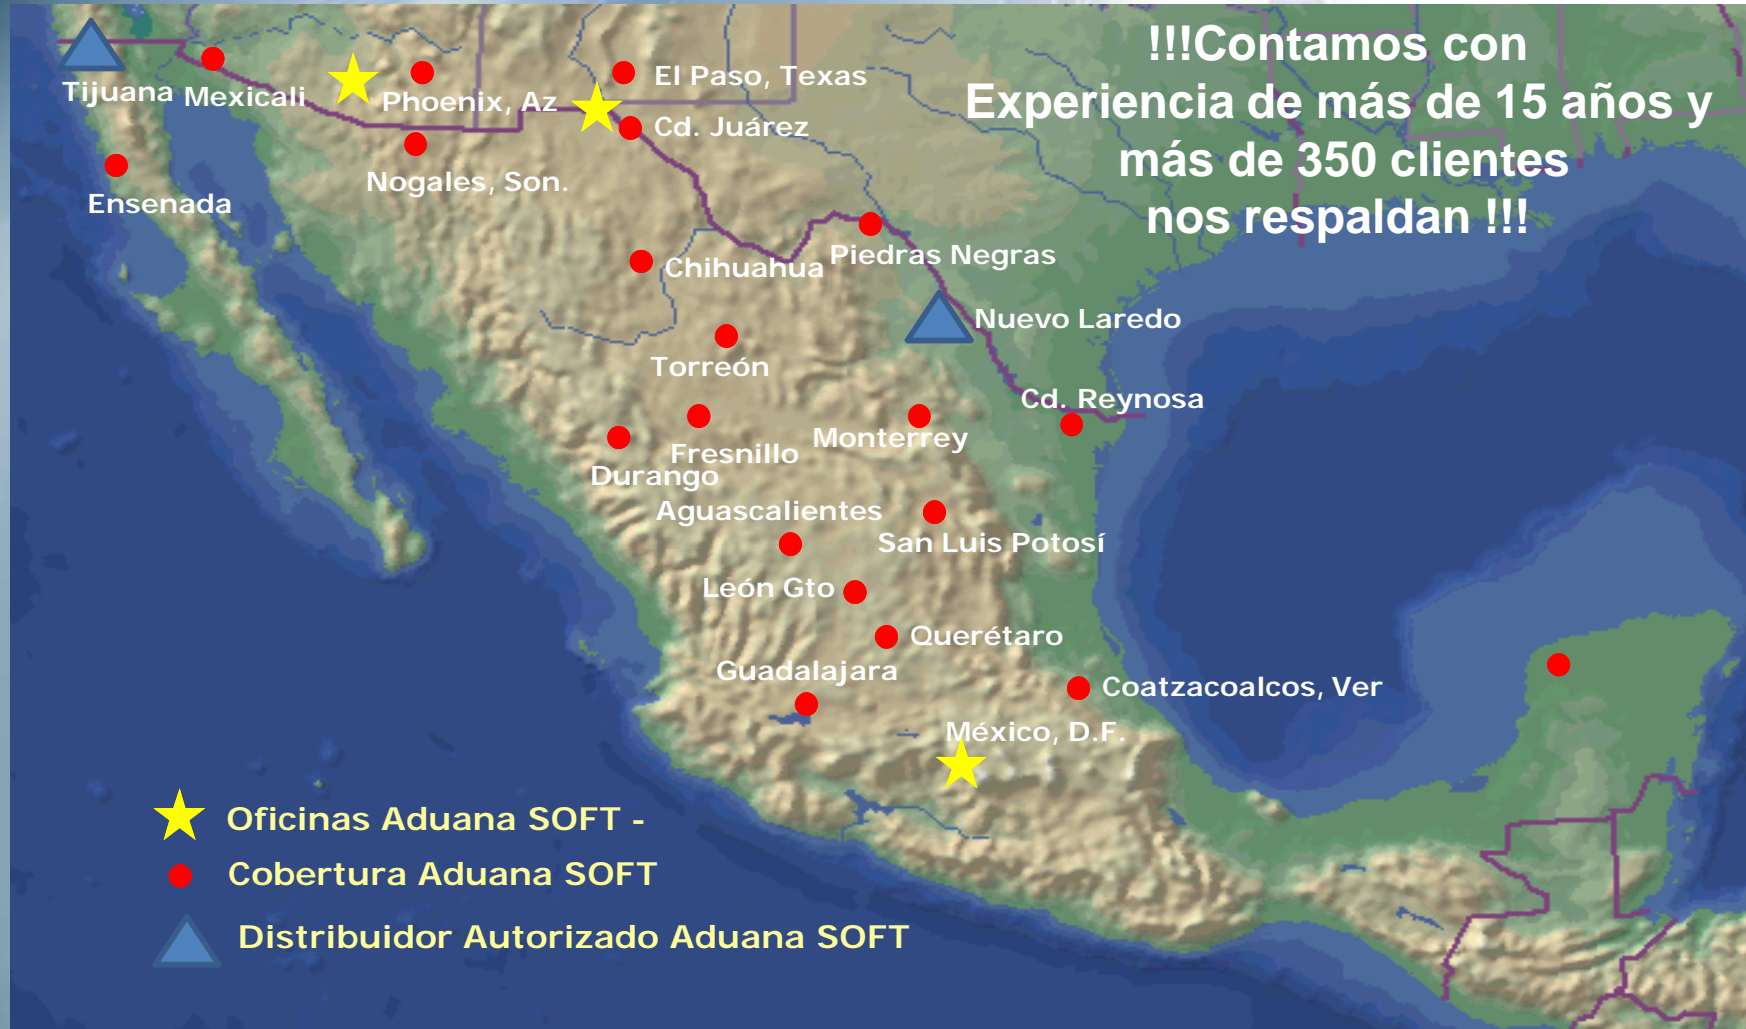 !!!Contamos con
Experiencia de más de 15 años y
más de 350 clientes
nos respaldan !!!
Tijuana
Mexicali
Phoenix, Az
El Paso, Texas
Cd. Juárez
Nogales, Son.
Ensenada
Piedras Negras
Chihuahua
Nuevo Laredo
Torreón
Cd. Reynosa
Monterrey
Fresnillo
Durango
Aguascalientes
San Luis Potosí
León Gto
Querétaro
Guadalajara
Coatzacoalcos, Ver
México, D.F.
Oficinas Aduana SOFT -
Cobertura Aduana SOFT
Distribuidor Autorizado Aduana SOFT